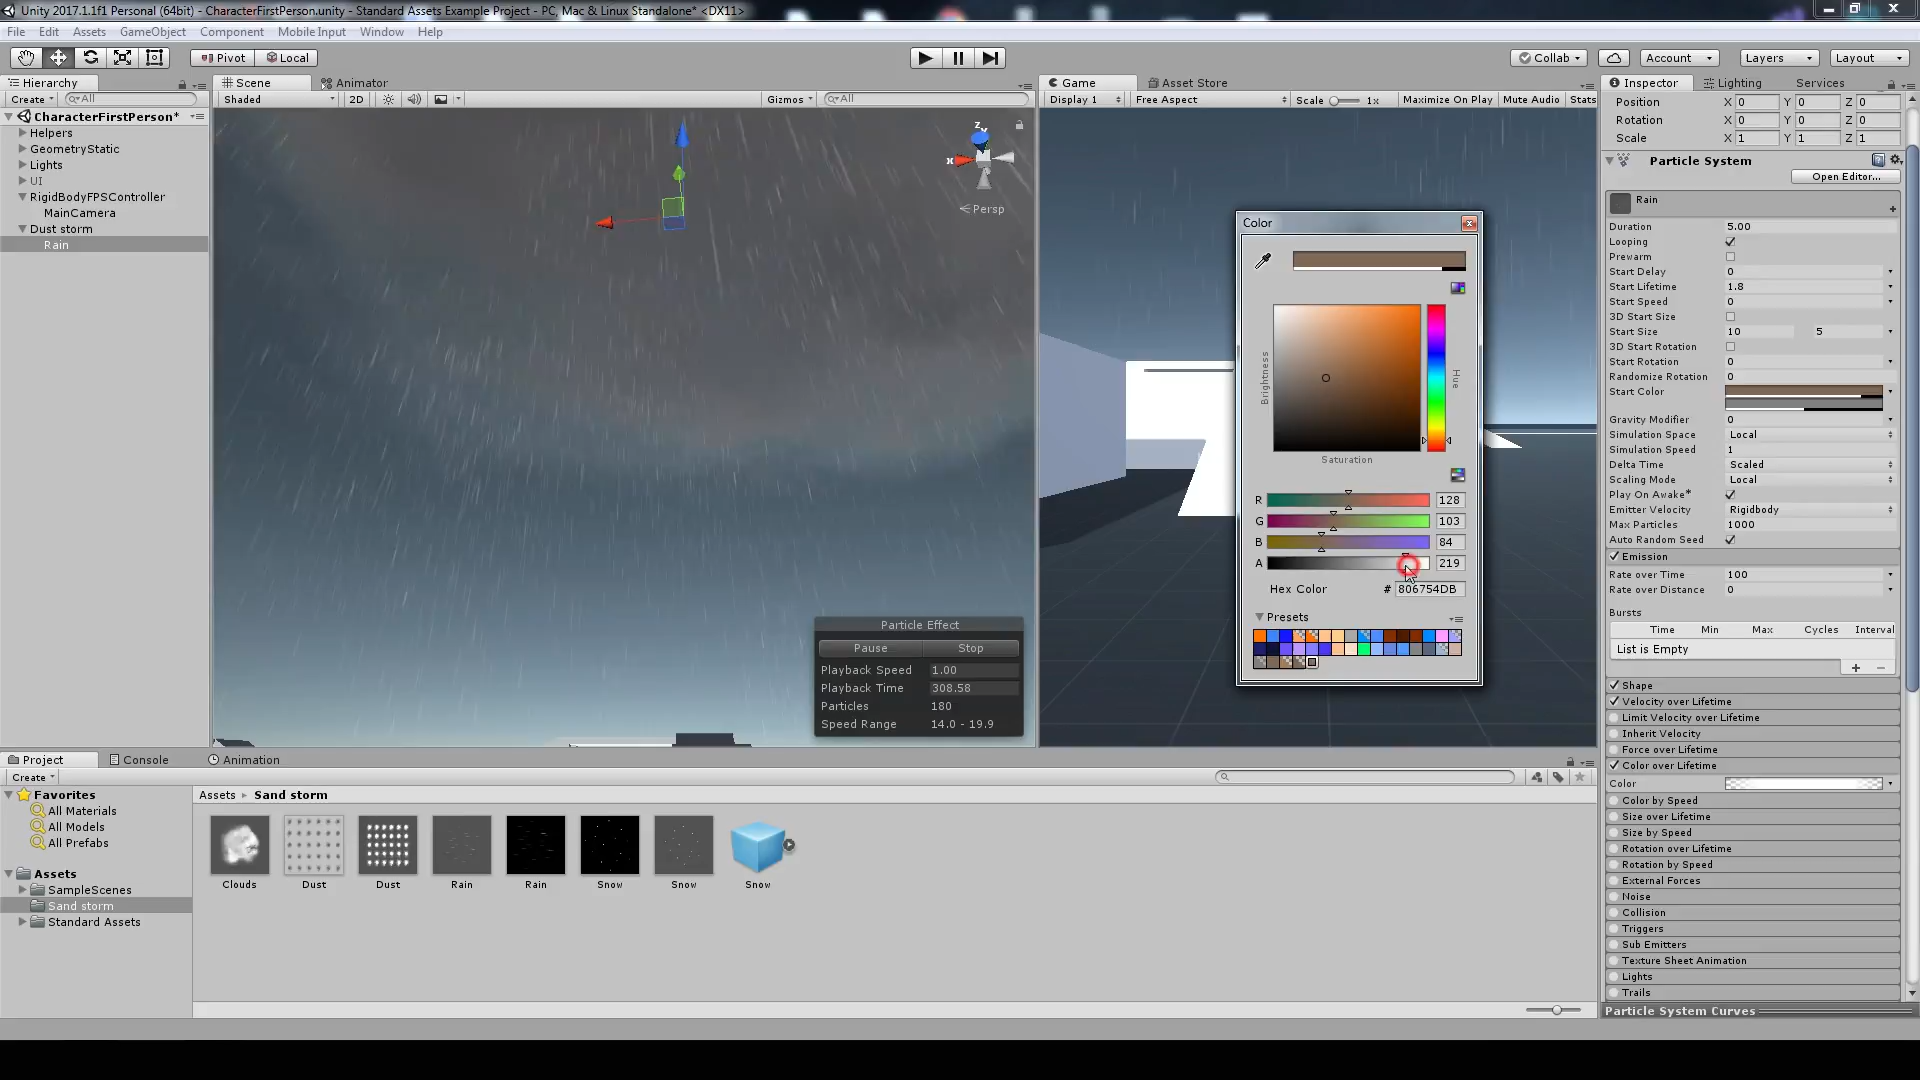 Unity 2017.1.1f1 Personal (64bit) - CharacterFirstPerson.unity - Standard Assets Example Project - PC, Mac & Linux Standalone* <DX11>
File Edit Assets GameObject Component Mobile Input Window Help
Pivot Local Collab Account Layers Layout
Hierarchy
Create All
CharacterFirstPerson*
Helpers
GeometryStatic
Lights
UI
RigidBodyFPSController
MainCamera
Dust storm
Rain
Scene Animator
Shaded 2D Gizmos All
z
y
x
Persp
Particle Effect
Pause Stop
Playback Speed 1.00
Playback Time 308.58
Particles 180
Speed Range 14.0 - 19.9
Game Asset Store
Display 1 Free Aspect Scale 1x Maximize On Play Mute Audio Stats
Color
Brightness
Hue
Saturation
R 128
G 103
B 84
A 219
Hex Color # 806754DB
Presets
Inspector Lighting Services
Position X 0 Y 0 Z 0
Rotation X 0 Y 0 Z 0
Scale X 1 Y 1 Z 1
Particle System
Open Editor...
Rain
Duration 5.00
Looping
Prewarm
Start Delay 0
Start Lifetime 1.8
Start Speed 0
3D Start Size
Start Size 10 5
3D Start Rotation
Start Rotation 0
Randomize Rotation 0
Start Color
Gravity Modifier 0
Simulation Space Local
Simulation Speed 1
Delta Time Scaled
Scaling Mode Local
Play On Awake*
Emitter Velocity Rigidbody
Max Particles 1000
Auto Random Seed
Emission
Rate over Time 100
Rate over Distance 0
Bursts
Time Min Max Cycles Interval
List is Empty
Shape
Velocity over Lifetime
Limit Velocity over Lifetime
Inherit Velocity
Force over Lifetime
Color over Lifetime
Color
Color by Speed
Size over Lifetime
Size by Speed
Rotation over Lifetime
Rotation by Speed
External Forces
Noise
Collision
Triggers
Sub Emitters
Texture Sheet Animation
Lights
Trails
Particle System Curves
Project Console Animation
Create
Favorites
All Materials
All Models
All Prefabs
Assets
SampleScenes
Sand storm
Standard Assets
Assets Sand storm
Clouds Dust Dust Rain Rain Snow Snow Snow